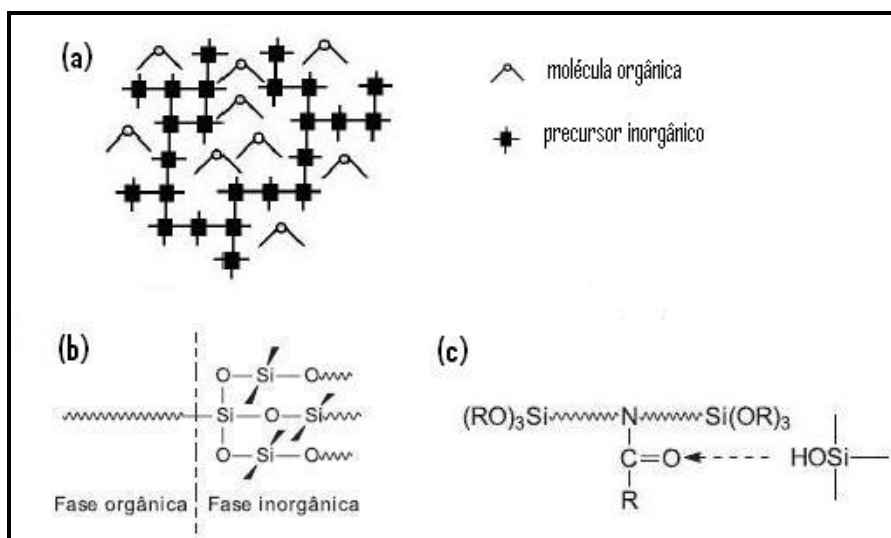 (a)
molécula orgânica
precursor inorgânico
(b)
O—Si—O
Si—O—Si
O—Si—O
Fase orgânica
Fase inorgânica
(c)
(RO)₃Si N Si(OR)₃
C=O HOSi
R